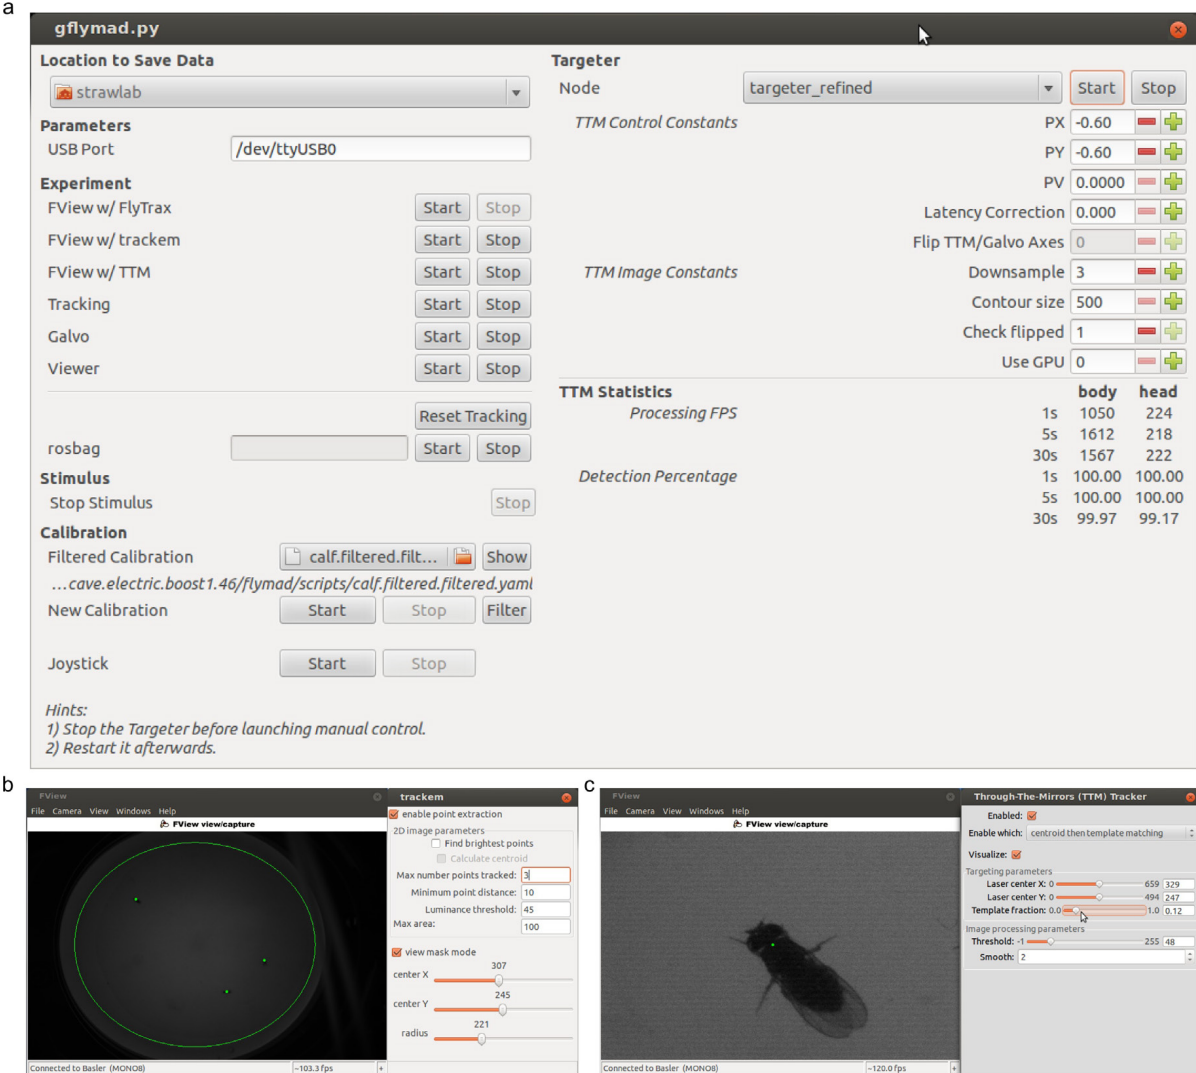 a
gflymad.py
Location to Save Data
strawlab
Parameters
USB Port /dev/ttyUSB0
Experiment
FView w/ FlyTrax Start Stop
FView w/ trackem Start Stop
FView w/ TTM Start Stop
Tracking Start Stop
Galvo Start Stop
Viewer Start Stop
Reset Tracking
rosbag Start Stop
Stimulus
Stop Stimulus Stop
Calibration
Filtered Calibration calf.filtered.filt... Show
...cave.electric.boost1.46/flymad/scripts/calf.filtered.filtered.yaml
New Calibration Start Stop Filter
Joystick Start Stop
Hints:
1) Stop the Targeter before launching manual control.
2) Restart it afterwards.
Targeter
Node targeter_refined Start Stop
TTM Control Constants PX -0.60
PY -0.60
PV 0.0000
Latency Correction 0.000
Flip TTM/Galvo Axes 0
TTM Image Constants Downsample 3
Contour size 500
Check flipped 1
Use GPU 0
TTM Statistics body head
Processing FPS 1s 1050 224
5s 1612 218
30s 1567 222
Detection Percentage 1s 100.00 100.00
5s 100.00 100.00
30s 99.97 99.17
b
FView
File Camera View Windows Help
FView view/capture
Connected to Basler (MONO8) ~103.3 fps +
trackem
enable point extraction
2D image parameters
Find brightest points
Calculate centroid
Max number points tracked: 3
Minimum point distance: 10
Luminance threshold: 45
Max area: 100
view mask mode
307
center X
245
center Y
221
radius
c
FView
File Camera View Windows Help
FView view/capture
Connected to Basler (MONO8) ~120.0 fps +
Through-The-Mirrors (TTM) Tracker
Enabled:
Enable which: centroid then template matching
Visualize:
Targeting parameters
Laser center X: 0 659 329
Laser center Y: 0 494 247
Template fraction: 0.0 1.0 0.12
Image processing parameters
Threshold: -1 255 48
Smooth: 2